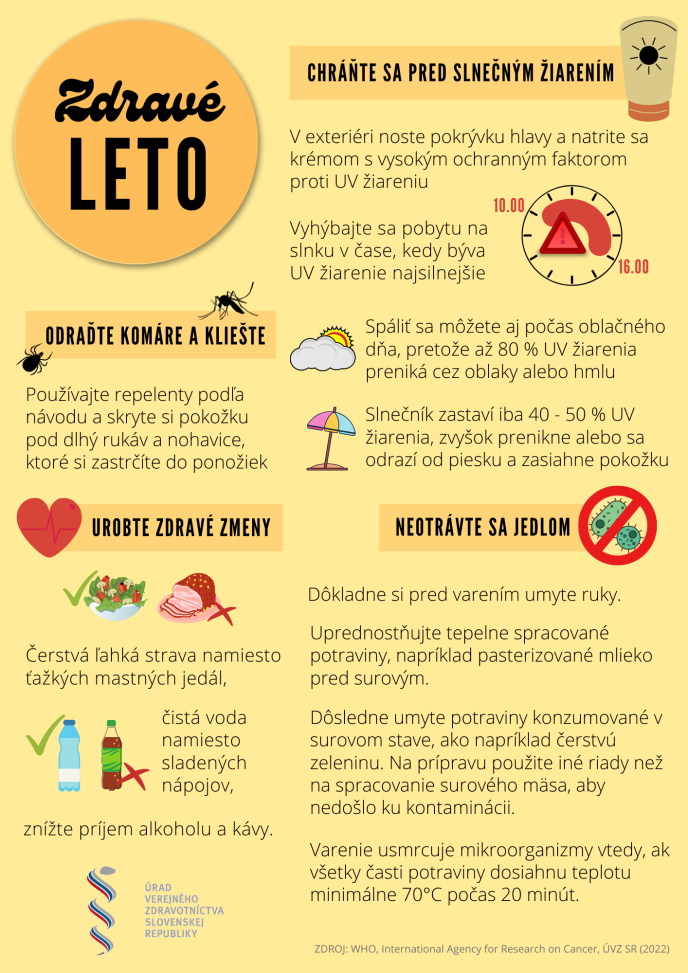 Zdravé
LETO
CHRÁŇTE SA PRED SLNEČNÝM ŽIARENÍM
V exteriéri noste pokrývku hlavy a natrite sa
krémom s vysokým ochranným faktorom
proti UV žiareniu
Vyhýbajte sa pobytu na
slnku v čase, kedy býva
UV žiarenie najsilnejšie
10.00
16.00
Spáliť sa môžete aj počas oblačného
dňa, pretože až 80 % UV žiarenia
preniká cez oblaky alebo hmlu
Slnečník zastaví iba 40 - 50 % UV
žiarenia, zvyšok prenikne alebo sa
odrazí od piesku a zasiahne pokožku
ODRAĎTE KOMÁRE A KLIEŠTE
Používajte repelenty podľa
návodu a skryte si pokožku
pod dlhý rukáv a nohavice,
ktoré si zastrčíte do ponožiek
UROBTE ZDRAVÉ ZMENY
Čerstvá ľahká strava namiesto
ťažkých mastných jedál,
čistá voda
namiesto
sladených
nápojov,
znížte príjem alkoholu a kávy.
NEOTRÁVTE SA JEDLOM
Dôkladne si pred varením umyte ruky.
Uprednostňujte tepelne spracované
potraviny, napríklad pasterizované mlieko
pred surovým.
Dôsledne umyte potraviny konzumované v
surovom stave, ako napríklad čerstvú
zeleninu. Na prípravu použite iné riady než
na spracovanie surového mäsa, aby
nedošlo ku kontaminácii.
Varenie usmrcuje mikroorganizmy vtedy, ak
všetky časti potraviny dosiahnu teplotu
minimálne 70°C počas 20 minút.
ÚRAD
VEREJNÉHO
ZDRAVOTNÍCTVA
SLOVENSKEJ
REPUBLIKY
ZDROJ: WHO, International Agency for Research on Cancer, ÚVZ SR (2022)